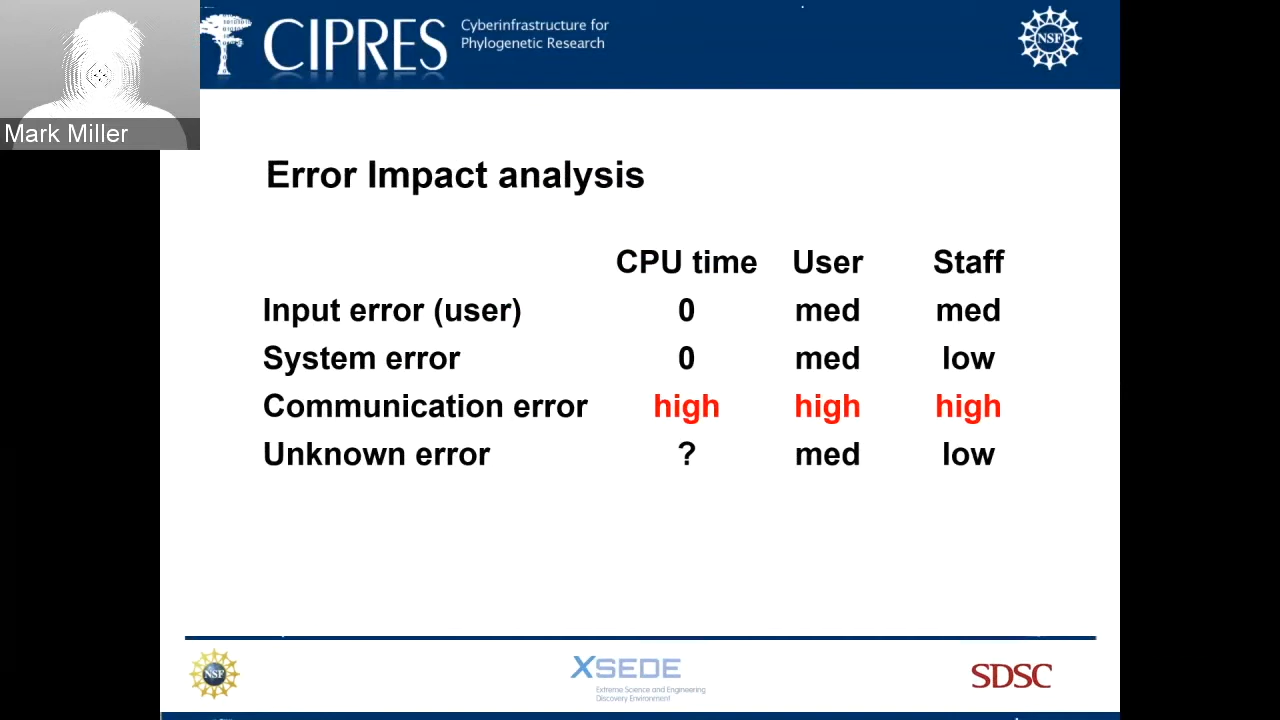 CIPRES
Cyberinfrastructure for
Phylogenetic Research
NSF
Mark Miller
Error Impact analysis
CPU time User Staff
Input error (user) 0 med med
System error 0 med low
Communication error high high high
Unknown error ? med low
NSF
XSEDE
Extreme Science and Engineering
Discovery Environment
SDSC